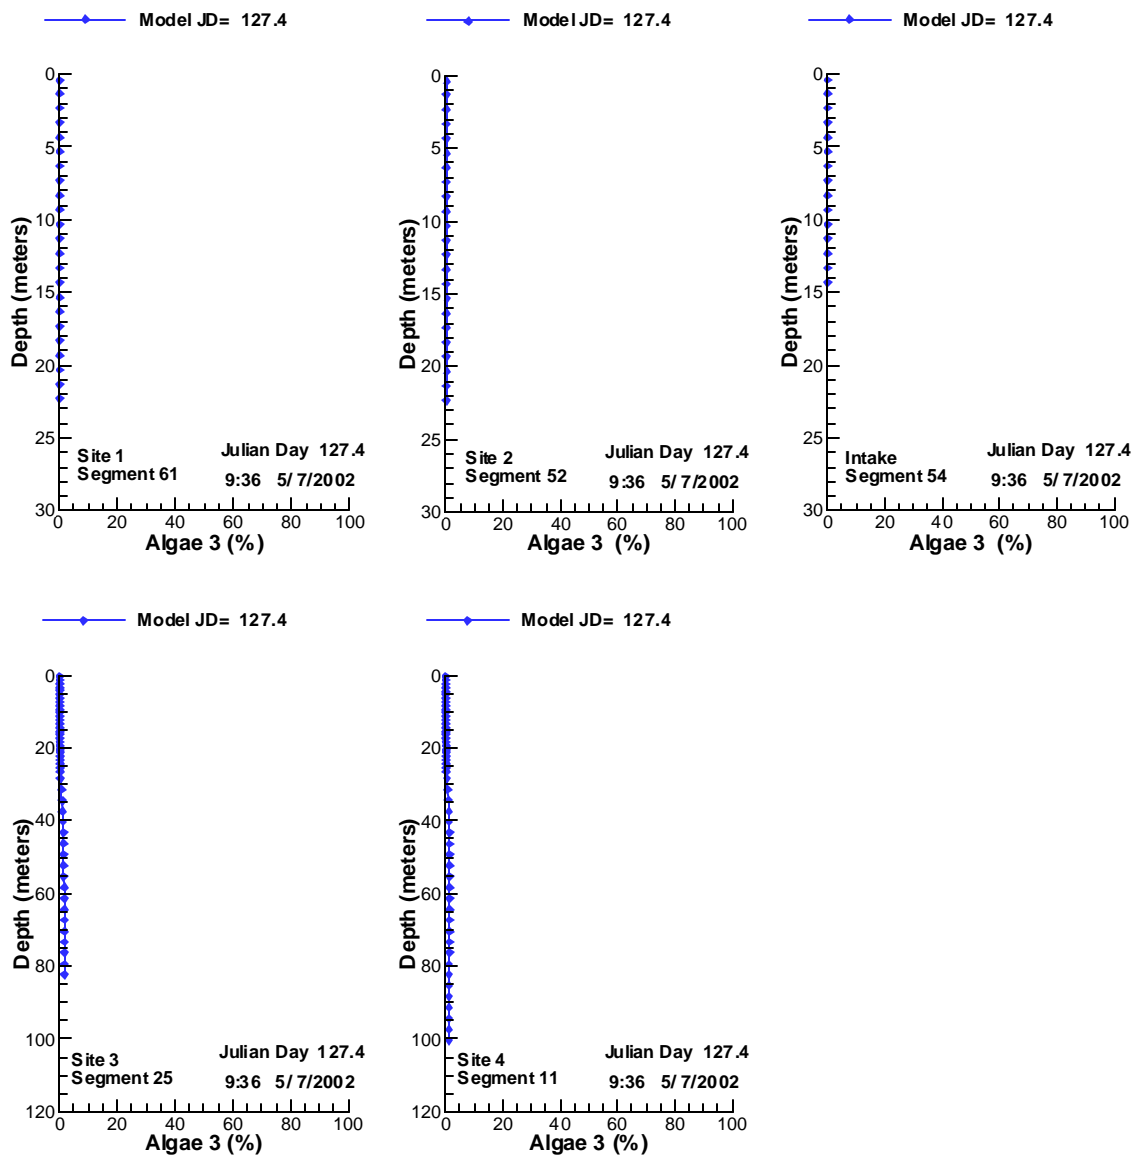 Model JD= 127.4
0
5
10
15
20
25
30
Depth (meters)
Site 1
Segment 61
Julian Day 127.4
9:36 5/7/2002
0 20 40 60 80 100
Algae 3 (%)
Model JD= 127.4
0
5
10
15
20
25
30
Depth (meters)
Site 2
Segment 52
Julian Day 127.4
9:36 5/7/2002
0 20 40 60 80 100
Algae 3 (%)
Model JD= 127.4
0
5
10
15
20
25
30
Depth (meters)
Intake
Segment 54
Julian Day 127.4
9:36 5/7/2002
0 20 40 60 80 100
Algae 3 (%)
Model JD= 127.4
0
20
40
60
80
100
120
Depth (meters)
Site 3
Segment 25
Julian Day 127.4
9:36 5/7/2002
0 20 40 60 80 100
Algae 3 (%)
Model JD= 127.4
0
20
40
60
80
100
120
Depth (meters)
Site 4
Segment 11
Julian Day 127.4
9:36 5/7/2002
0 20 40 60 80 100
Algae 3 (%)